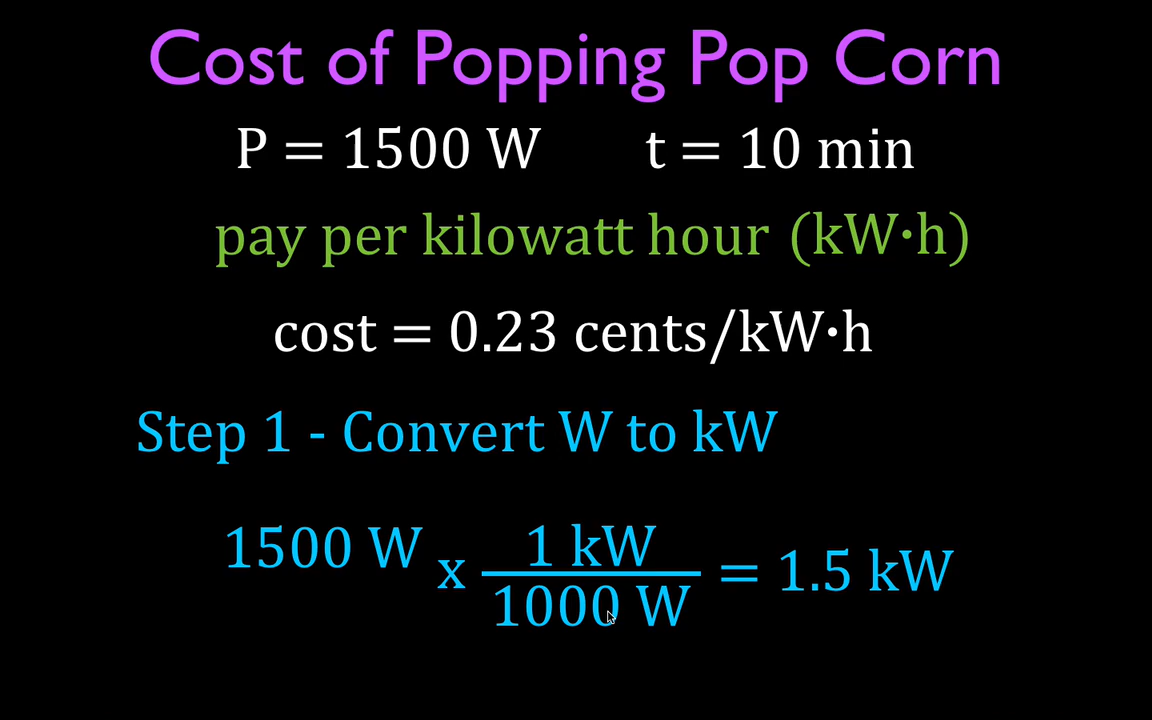 Cost of Popping Pop Corn
P = 1500 W t = 10 min
pay per kilowatt hour (kW·h)
cost = 0.23 cents/kW·h
Step 1 - Convert W to kW
1500 W x 1 kW / 1000 W = 1.5 kW